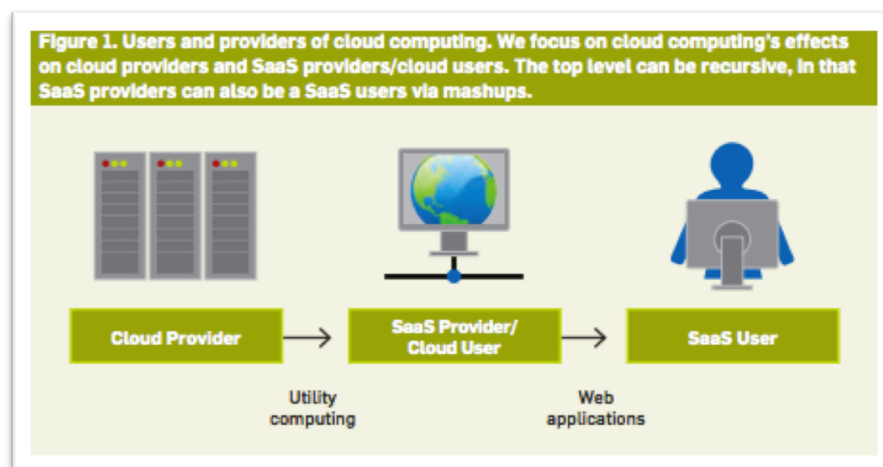 Figure 1. Users and providers of cloud computing. We focus on cloud computing's effects
on cloud providers and SaaS providers/cloud users. The top level can be recursive, in that
SaaS providers can also be a SaaS users via mashups.
Cloud Provider
SaaS Provider/
Cloud User
SaaS User
Utility
computing
Web
applications